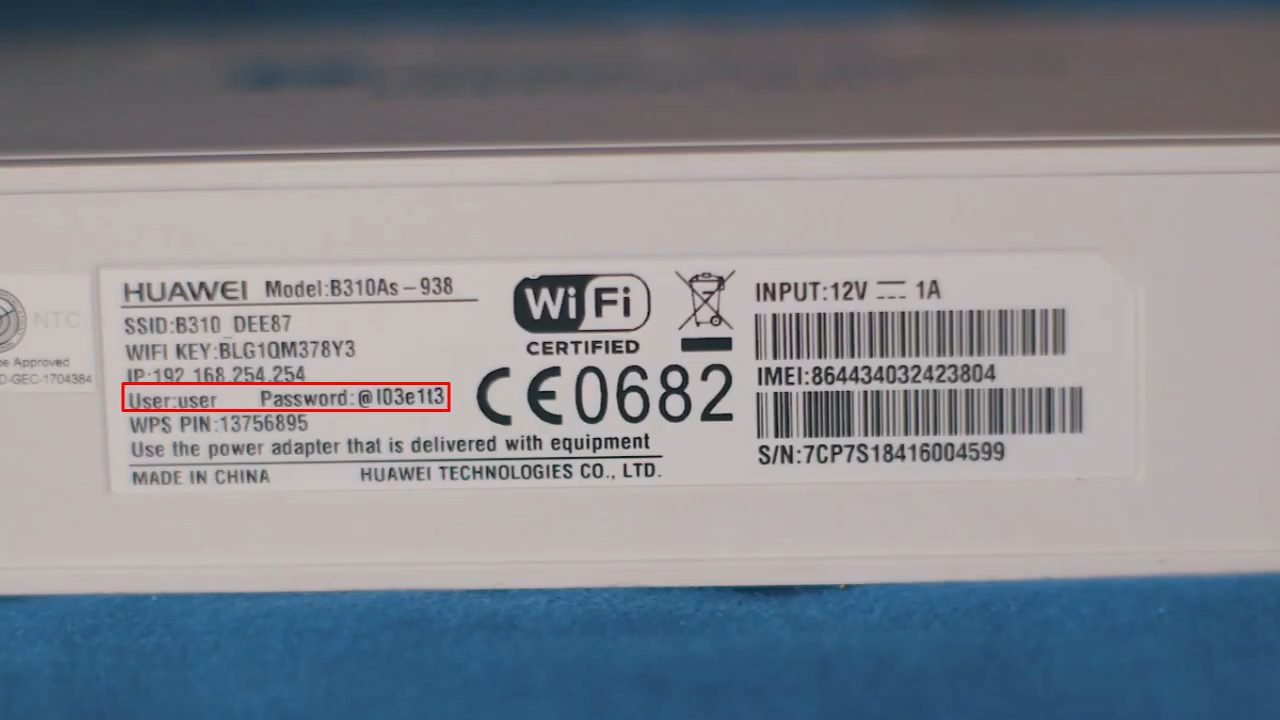 HUAWEI Model:B310As-938
SSID:B310_DEE87
WIFI KEY:BLG1QM378Y3
IP:192.168.254.254
User:user Password:@l03e1t3
WPS PIN:13756895
Use the power adapter that is delivered with equipment
MADE IN CHINA HUAWEI TECHNOLOGIES CO., LTD.
WiFi
CERTIFIED
CE0682
INPUT:12V 1A
IMEI:864434032423804
S/N:7CP7S18416004599
NTC
Approved
D-GEC-1704384